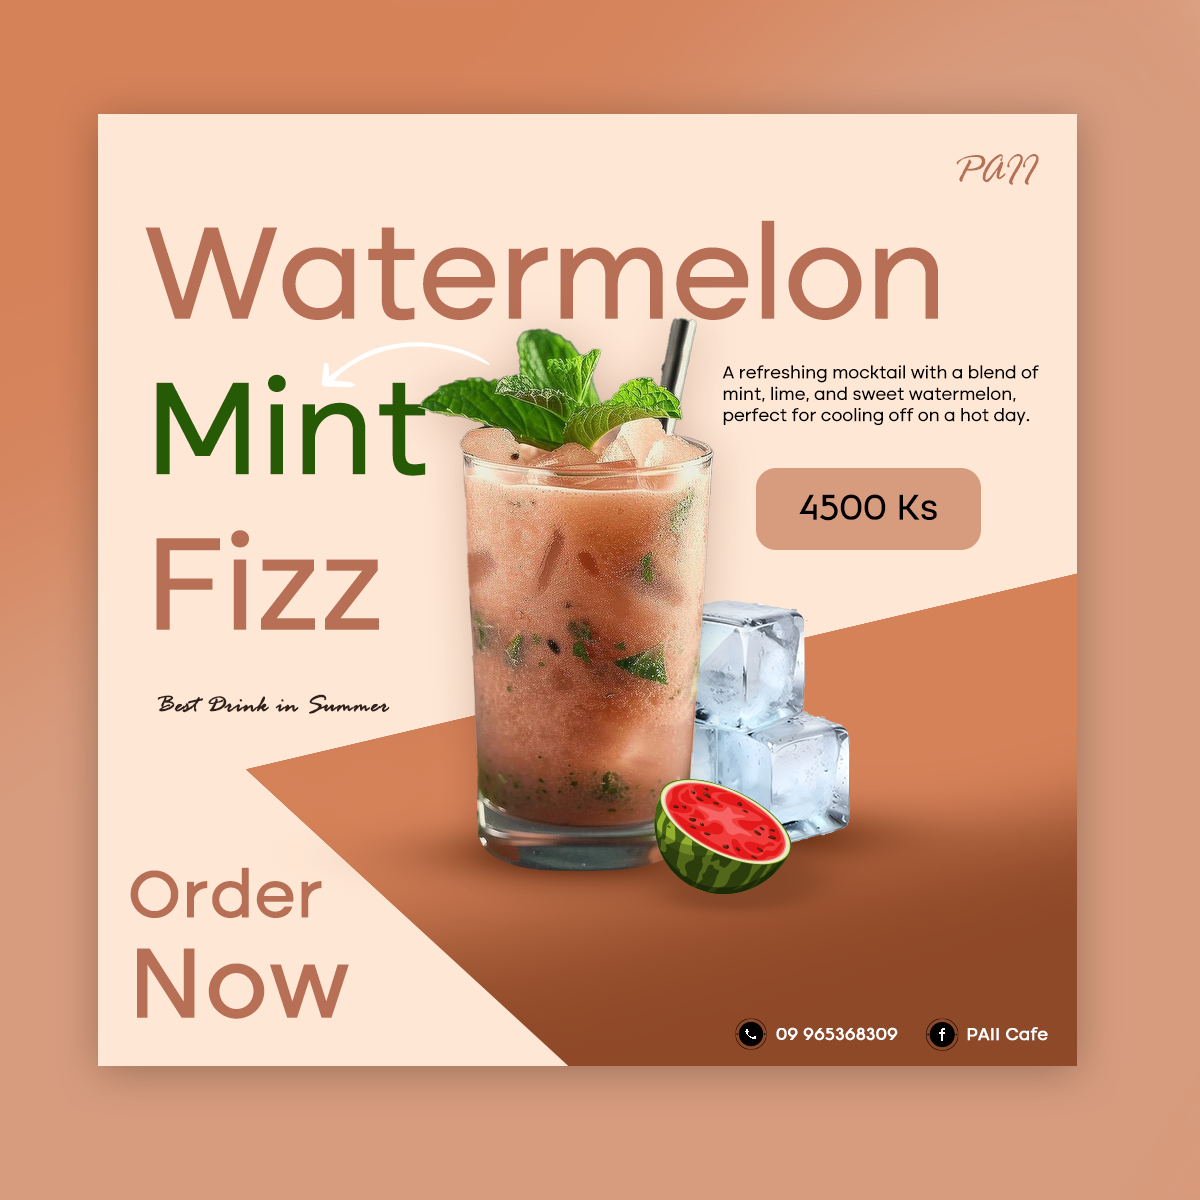 PAII
Watermelon
Mint
Fizz
A refreshing mocktail with a blend of
mint, lime, and sweet watermelon,
perfect for cooling off on a hot day.
4500 Ks
Best Drink in Summer
Order
Now
09 965368309
PAII Cafe